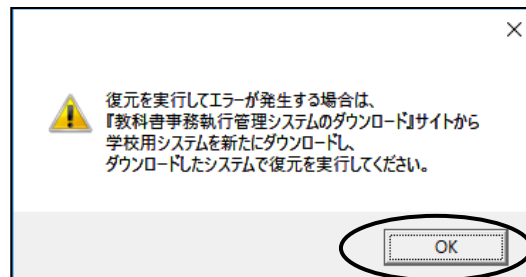 復元を実行してエラーが発生する場合は、
『教科書事務執行管理システムのダウンロード』サイトから
学校用システムを新たにダウンロードし、
ダウンロードしたシステムで復元を実行してください。
OK